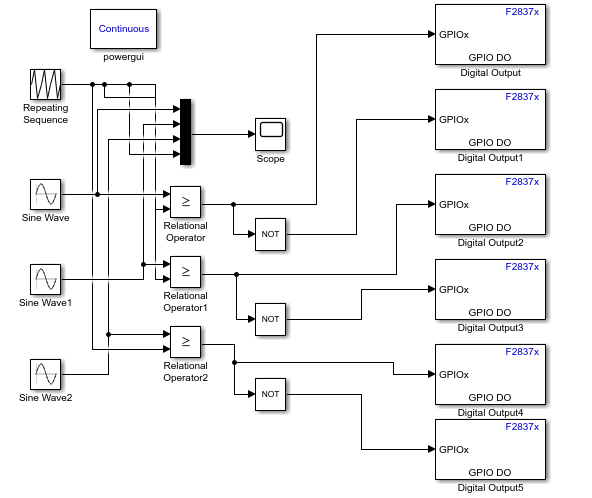 Continuous
powergui
Repeating
Sequence
Scope
Sine Wave
≥
Relational
Operator
NOT
Sine Wave1
≥
Relational
Operator1
NOT
Sine Wave2
≥
Relational
Operator2
NOT
F2837x
GPIOx
GPIO DO
Digital Output
F2837x
GPIOx
GPIO DO
Digital Output1
F2837x
GPIOx
GPIO DO
Digital Output2
F2837x
GPIOx
GPIO DO
Digital Output3
F2837x
GPIOx
GPIO DO
Digital Output4
F2837x
GPIOx
GPIO DO
Digital Output5